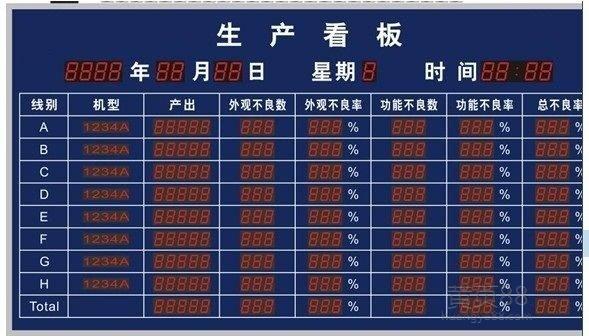 生产看板
8888 年 88 月 88 日 星期 8 时间 88:88
线别 机型 产出 外观不良数 外观不良率 功能不良数 功能不良率 总不良率
A 1234A 88888 888 888 % 888 888 % 888 %
B 1234A 88888 888 888 % 888 888 % 888 %
C 1234A 88888 888 888 % 888 888 % 888 %
D 1234A 88888 888 888 % 888 888 % 888 %
E 1234A 88888 888 888 % 888 888 % 888 %
F 1234A 88888 888 888 % 888 888 % 888 %
G 1234A 88888 888 888 % 888 888 % 888 %
H 1234A 88888 888 888 % 888 888 % 888 %
Total 88888 888 888 % 888 888 % 888 %